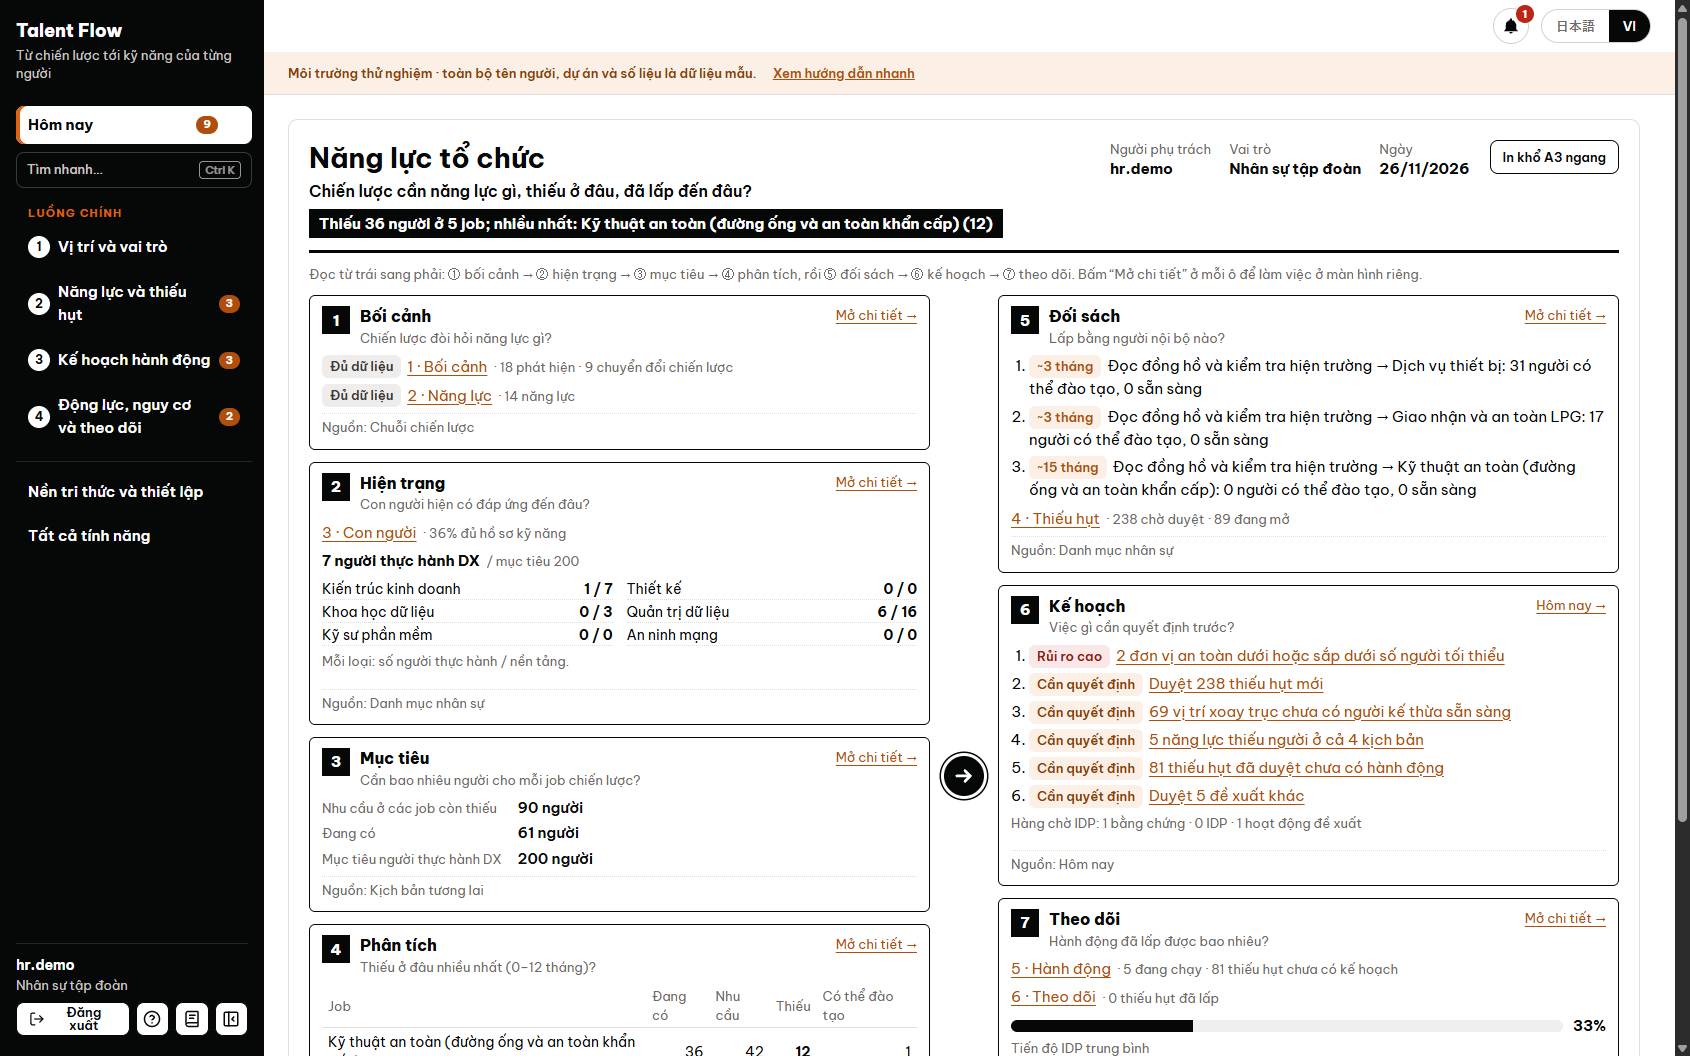 Talent Flow
Từ chiến lược tới kỹ năng của từng
người
Hôm nay 9
Tìm nhanh... Ctrl K
LUỒNG CHÍNH
1 Vị trí và vai trò
2 Năng lực và thiếu
hụt 3
3 Kế hoạch hành động 3
4 Động lực, nguy cơ
và theo dõi 2
Nền tri thức và thiết lập
Tất cả tính năng
hr.demo
Nhân sự tập đoàn
Đăng
xuất
1 日本語 VI
Môi trường thử nghiệm · toàn bộ tên người, dự án và số liệu là dữ liệu mẫu. Xem hướng dẫn nhanh
Năng lực tổ chức
Chiến lược cần năng lực gì, thiếu ở đâu, đã lấp đến đâu?
Thiếu 36 người ở 5 job; nhiều nhất: Kỹ thuật an toàn (đường ống và an toàn khẩn cấp) (12)
Người phụ trách
hr.demo
Vai trò
Nhân sự tập đoàn
Ngày
26/11/2026
In khổ A3 ngang
Đọc từ trái sang phải: ① bối cảnh → ② hiện trạng → ③ mục tiêu → ④ phân tích, rồi ⑤ đối sách → ⑥ kế hoạch → ⑦ theo dõi. Bấm “Mở chi tiết” ở mỗi ô để làm việc ở màn hình riêng.
1 Bối cảnh Mở chi tiết →
Chiến lược đòi hỏi năng lực gì?
Đủ dữ liệu 1 · Bối cảnh · 18 phát hiện · 9 chuyển đổi chiến lược
Đủ dữ liệu 2 · Năng lực · 14 năng lực
Nguồn: Chuỗi chiến lược
2 Hiện trạng Mở chi tiết →
Con người hiện có đáp ứng đến đâu?
3 · Con người · 36% đủ hồ sơ kỹ năng
7 người thực hành DX / mục tiêu 200
Kiến trúc kinh doanh 1 / 7 Thiết kế 0 / 0
Khoa học dữ liệu 0 / 3 Quản trị dữ liệu 6 / 16
Kỹ sư phần mềm 0 / 0 An ninh mạng 0 / 0
Mỗi loại: số người thực hành / nền tảng.
Nguồn: Danh mục nhân sự
3 Mục tiêu Mở chi tiết →
Cần bao nhiêu người cho mỗi job chiến lược?
Nhu cầu ở các job còn thiếu 90 người
Đang có 61 người
Mục tiêu người thực hành DX 200 người
Nguồn: Kịch bản tương lai
4 Phân tích Mở chi tiết →
Thiếu ở đâu nhiều nhất (0–12 tháng)?
Job Đang có Nhu cầu Thiếu Có thể đào tạo
Kỹ thuật an toàn (đường ống và an toàn khẩn
36 42 12 1
5 Đối sách Mở chi tiết →
Lấp bằng người nội bộ nào?
1. ~3 tháng Đọc đồng hồ và kiểm tra hiện trường → Dịch vụ thiết bị: 31 người có
thể đào tạo, 0 sẵn sàng
2. ~3 tháng Đọc đồng hồ và kiểm tra hiện trường → Giao nhận và an toàn LPG: 17
người có thể đào tạo, 0 sẵn sàng
3. ~15 tháng Đọc đồng hồ và kiểm tra hiện trường → Kỹ thuật an toàn (đường
ống và an toàn khẩn cấp): 0 người có thể đào tạo, 0 sẵn sàng
4 · Thiếu hụt · 238 chờ duyệt · 89 đang mở
Nguồn: Danh mục nhân sự
6 Kế hoạch Hôm nay →
Việc gì cần quyết định trước?
1. Rủi ro cao 2 đơn vị an toàn dưới hoặc sắp dưới số người tối thiểu
2. Cần quyết định Duyệt 238 thiếu hụt mới
3. Cần quyết định 69 vị trí xoay trục chưa có người kế thừa sẵn sàng
4. Cần quyết định 5 năng lực thiếu người ở cả 4 kịch bản
5. Cần quyết định 81 thiếu hụt đã duyệt chưa có hành động
6. Cần quyết định Duyệt 5 đề xuất khác
Hàng chờ IDP: 1 bằng chứng · 0 IDP · 1 hoạt động đề xuất
Nguồn: Hôm nay
7 Theo dõi Mở chi tiết →
Hành động đã lấp được bao nhiêu?
5 · Hành động · 5 đang chạy · 81 thiếu hụt chưa có kế hoạch
6 · Theo dõi · 0 thiếu hụt đã lấp
33%
Tiến độ IDP trung bình